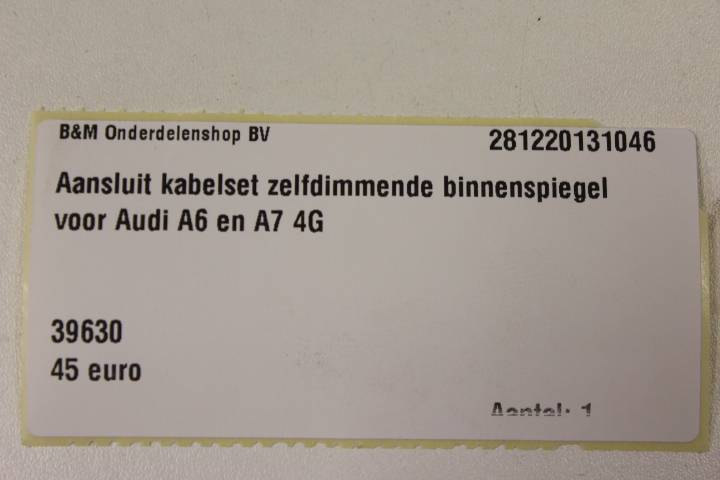 B&M Onderdelenshop BV
281220131046
Aansluit kabelset zelfdimmende binnenspiegel
voor Audi A6 en A7 4G
39630
45 euro
Aantal: 1